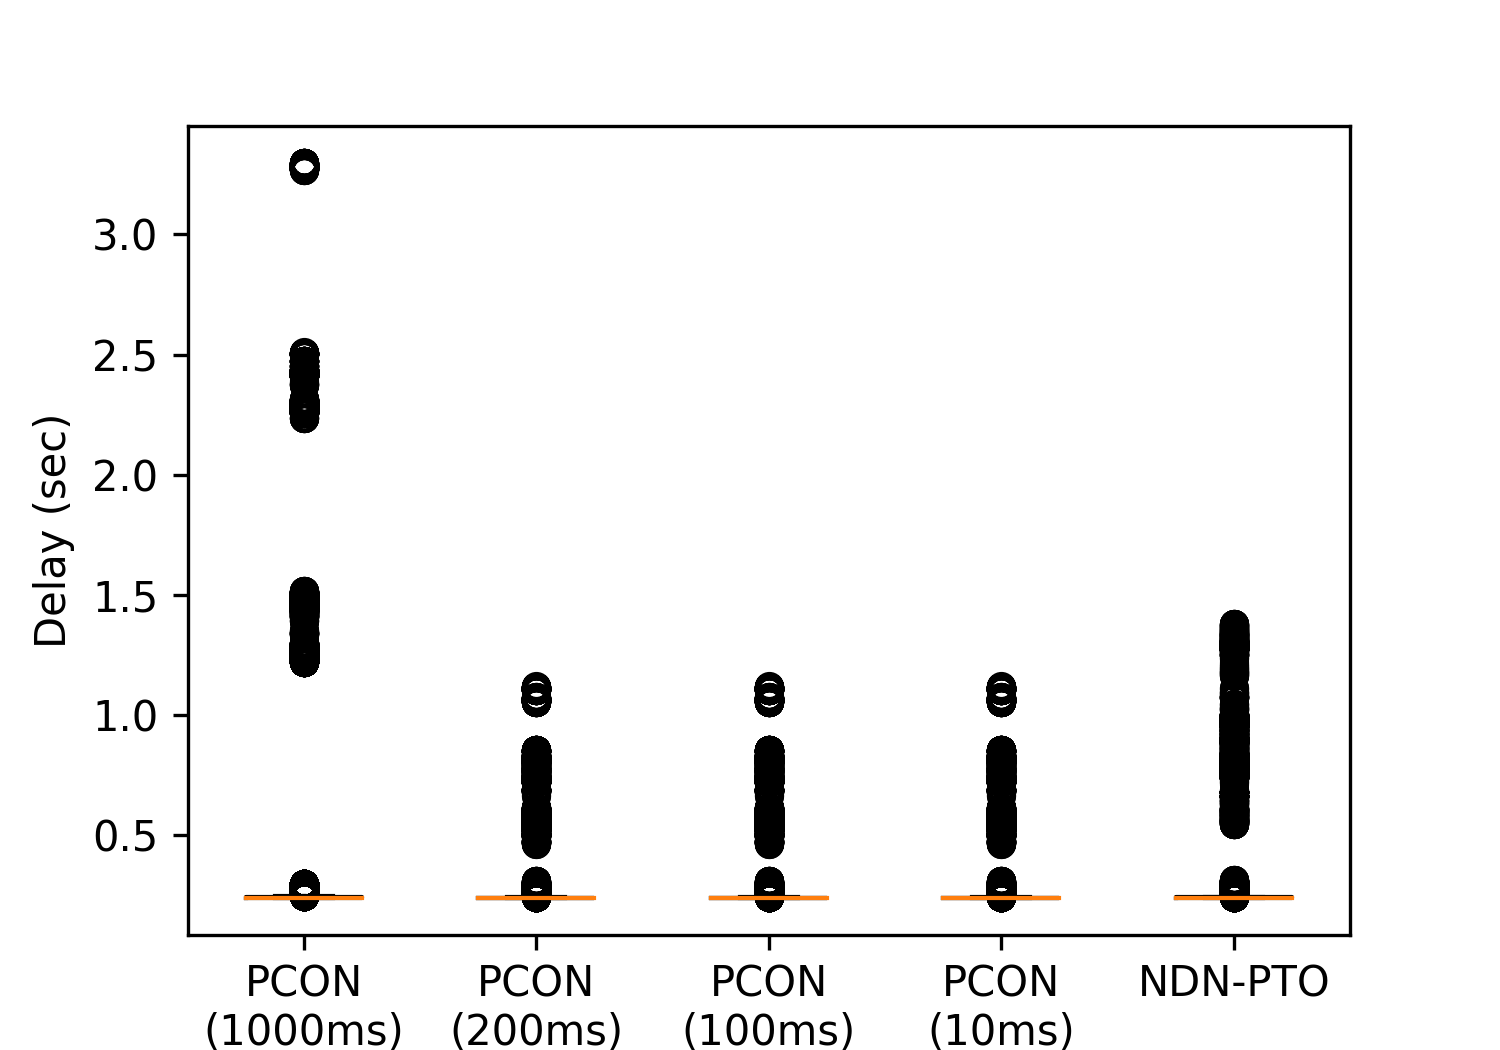 Delay (sec)
3.0
2.5
2.0
1.5
1.0
0.5
PCON
(1000ms)
PCON
(200ms)
PCON
(100ms)
PCON
(10ms)
NDN-PTO